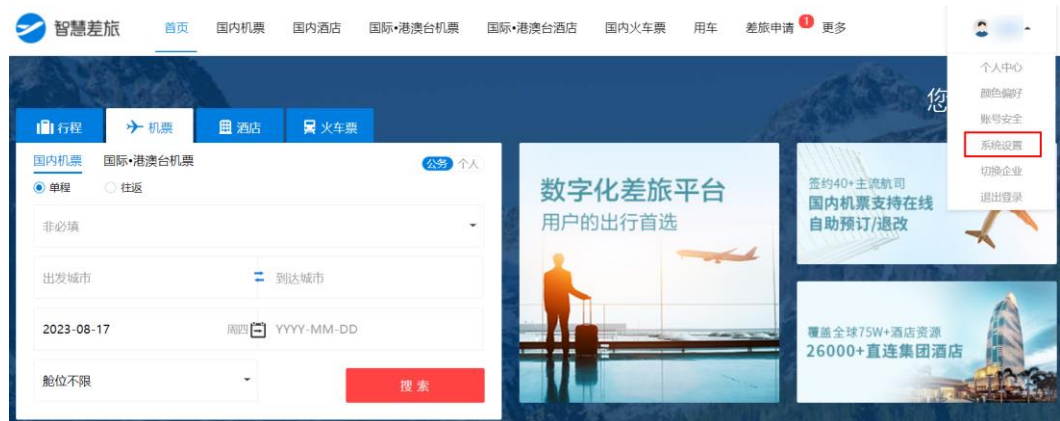 智慧差旅 首页 国内机票 国内酒店 国际•港澳台机票 国际•港澳台酒店 国内火车票 用车 差旅申请 1 更多
个人中心
颜色偏好
账号安全
系统设置
切换企业
退出登录
您
行程 机票 酒店 火车票
国内机票 国际•港澳台机票 公务 个人
单程 往返
非必填
出发城市 到达城市
2023-08-17 周四 YYYY-MM-DD
舱位不限 搜索
数字化差旅平台
用户的出行首选
签约40+主流航司
国内机票支持在线
自助预订/退改
覆盖全球75W+酒店资源
26000+直连集团酒店